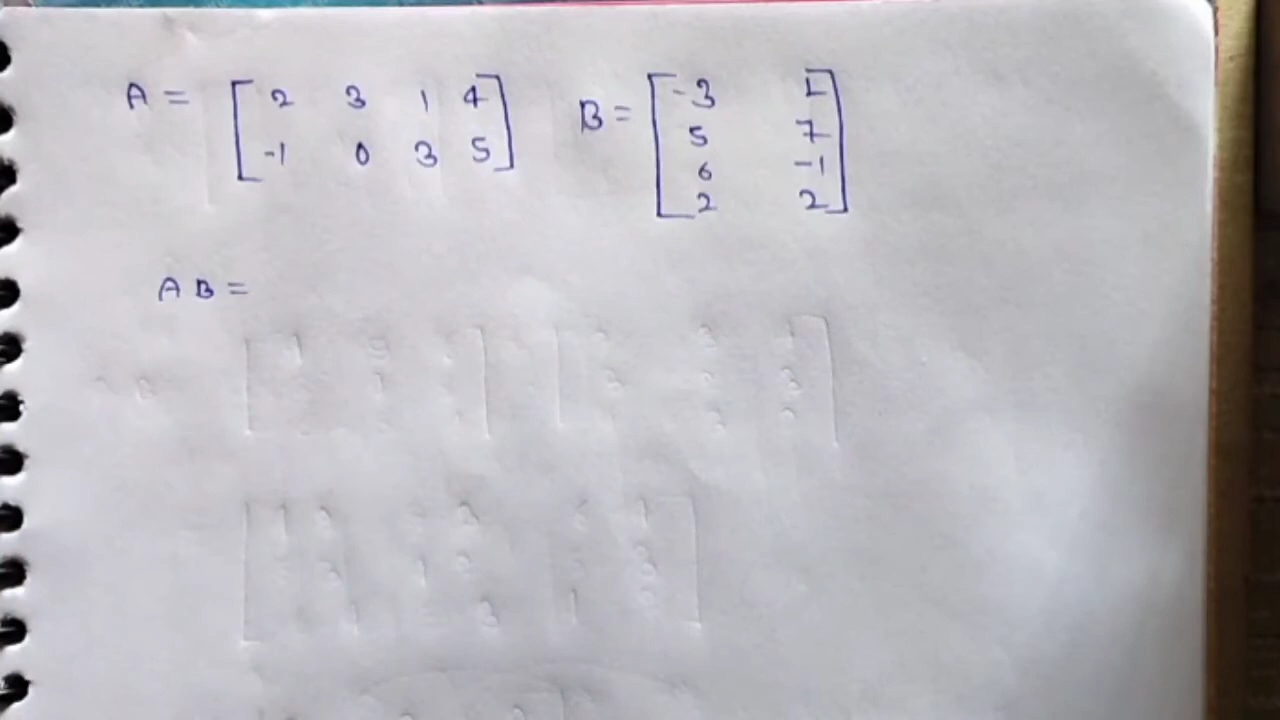 A = [ 2 3 1 4 B = [ -3 1
-1 0 3 5 ] 5 7
6 -1
2 2 ]
AB =